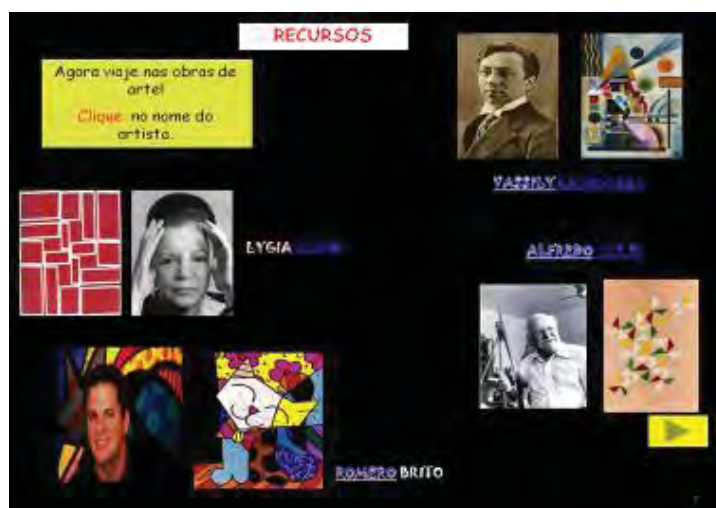 RECURSOS
Agora viaje nas obras de
arte!
Clique no nome do
artista.
VASSILY
LYGIA
ALFREDO
ROMERO BRITO